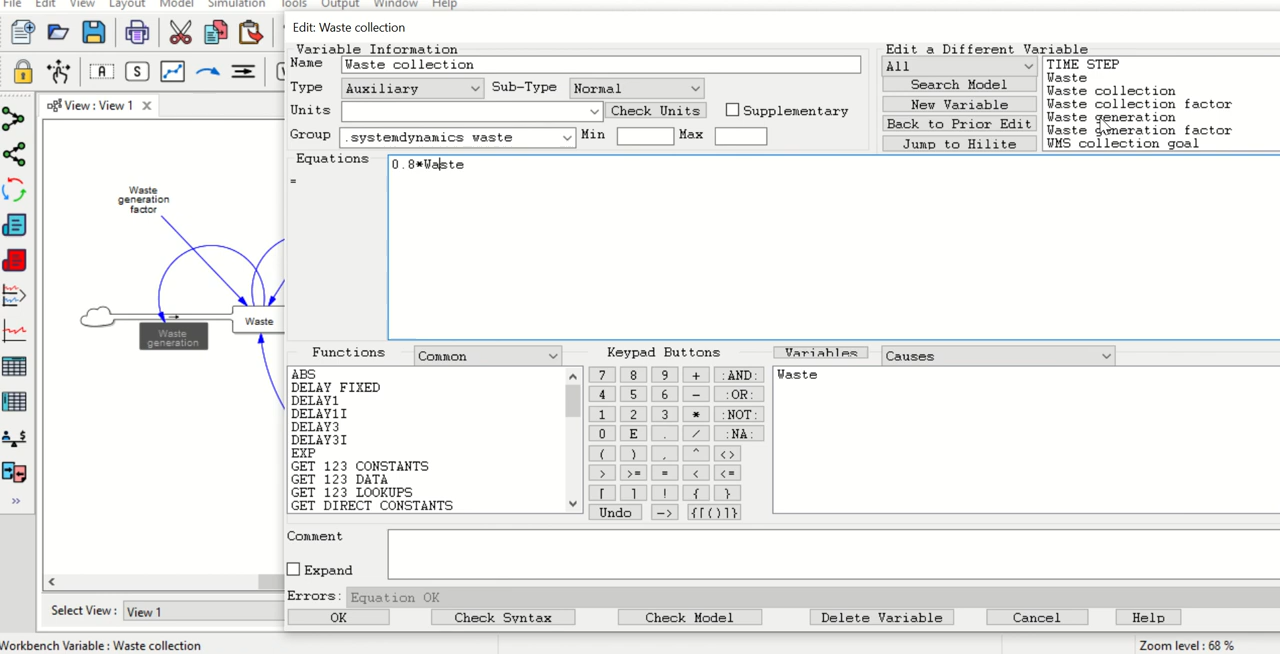 File Edit View Layout Model Simulation Tools Output Window Help
Edit: Waste collection
Variable Information
Name Waste collection
Type Auxiliary Sub-Type Normal
Units Check Units Supplementary
Group .systemdynamics waste Min Max
Edit a Different Variable
All
Search Model
New Variable
Back to Prior Edit
Jump to Hilite
TIME STEP
Waste
Waste collection
Waste collection factor
Waste generation
Waste generation factor
WMS collection goal
A S
View : View 1
Equations
=
0.8*Waste
Waste
generation
factor
Waste
Waste
generation
Functions Common
ABS
DELAY FIXED
DELAY1
DELAY1I
DELAY3
DELAY3I
EXP
GET 123 CONSTANTS
GET 123 DATA
GET 123 LOOKUPS
GET DIRECT CONSTANTS
Keypad Buttons
7 8 9 + :AND:
4 5 6 - :OR:
1 2 3 * :NOT:
0 E . / :NA:
( ) , ^ <>
> >= = < <=
[ ] ! { }
Undo -> {[()]}
Variables Causes
Waste
Comment
Expand
Errors: Equation OK
OK Check Syntax Check Model Delete Variable Cancel Help
Select View : View 1
Workbench Variable : Waste collection
Zoom level : 68 %